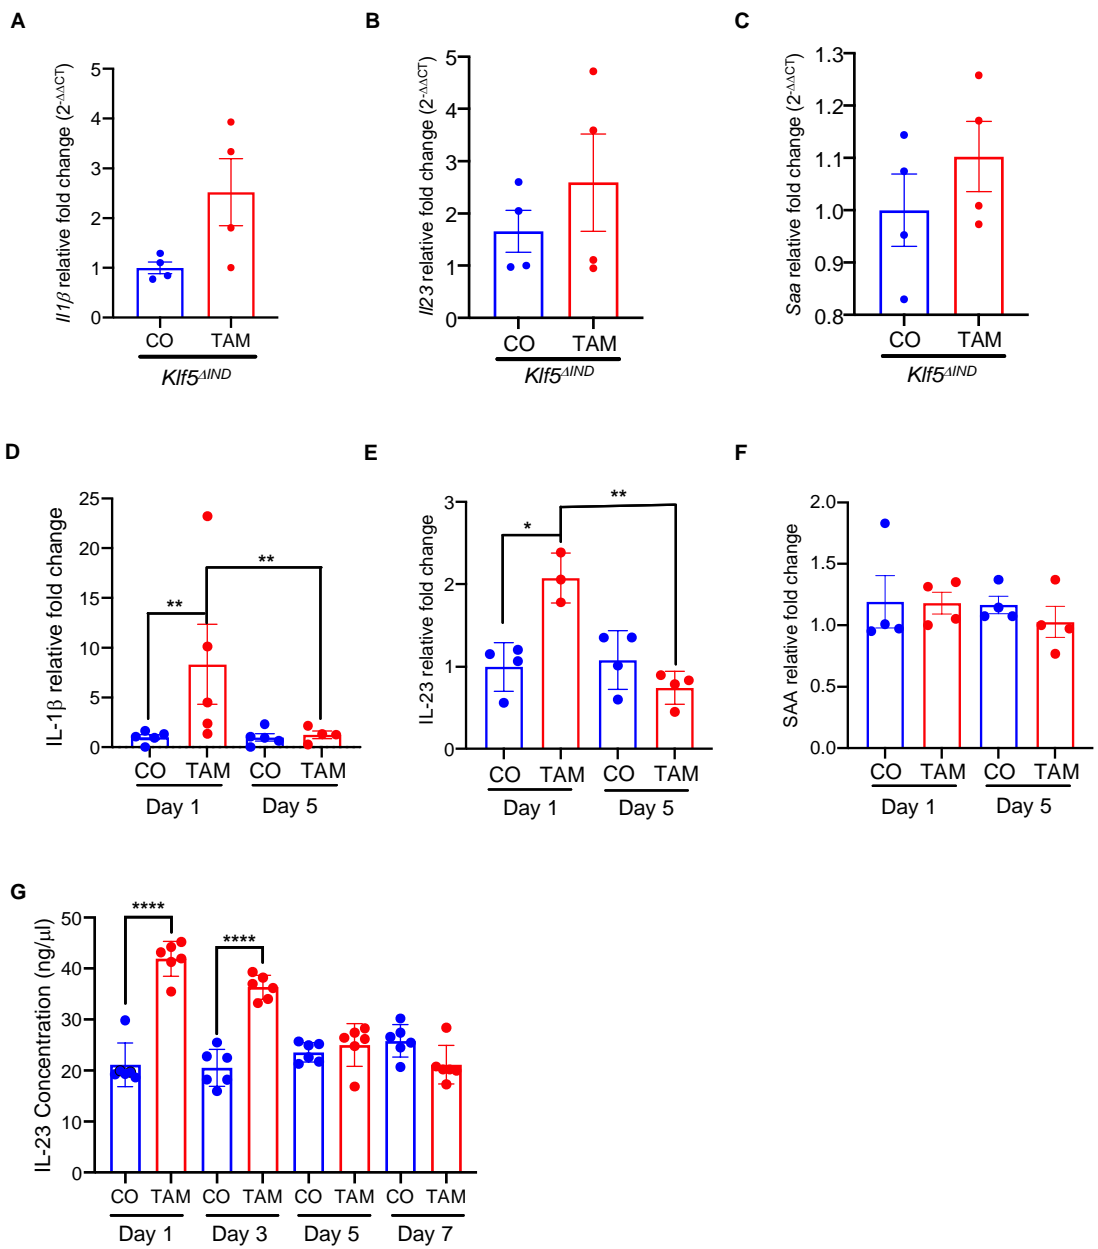 A
B
C
Il1β relative fold change (2-ΔΔCT)
5
4
3
2
1
0
CO TAM
Klf5ΔIND
Il23 relative fold change (2-ΔΔCT)
5
4
3
2
1
0
CO TAM
Klf5ΔIND
Saa relative fold change (2-ΔΔCT)
1.3
1.2
1.1
1.0
0.9
0.8
CO TAM
Klf5ΔIND
D
E
F
IL-1β relative fold change
25
20
15
10
5
0
**
**
CO TAM CO TAM
Day 1 Day 5
IL-23 relative fold change
3
2
1
0
*
**
CO TAM CO TAM
Day 1 Day 5
SAA relative fold change
2.0
1.5
1.0
0.5
0.0
CO TAM CO TAM
Day 1 Day 5
G
IL-23 Concentration (ng/μl)
50
40
30
20
10
0
****
****
CO TAM CO TAM CO TAM CO TAM
Day 1 Day 3 Day 5 Day 7